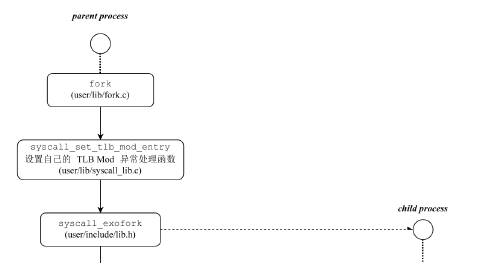 parent process
fork
(user/lib/fork.c)
syscall_set_tlb_mod_entry
设置自己的 TLB Mod 异常处理函数
(user/lib/syscall_lib.c)
child process
syscall_exofork
(user/include/lib.h)